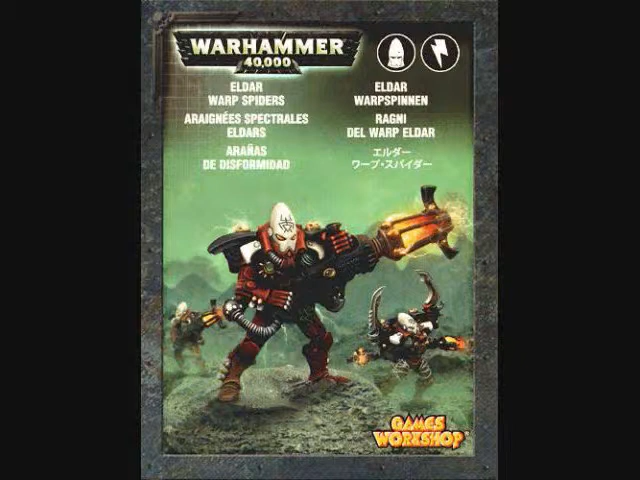 WARHAMMER
40,000
ELDAR
WARP SPIDERS
ARAIGNÉES SPECTRALES
ELDARS
ARAÑAS
DE DISFORMIDAD
ELDAR
WARPSPINNEN
RAGNI
DEL WARP ELDAR
エルダー
ワープ・スパイダー
GAMES
WORKSHOP